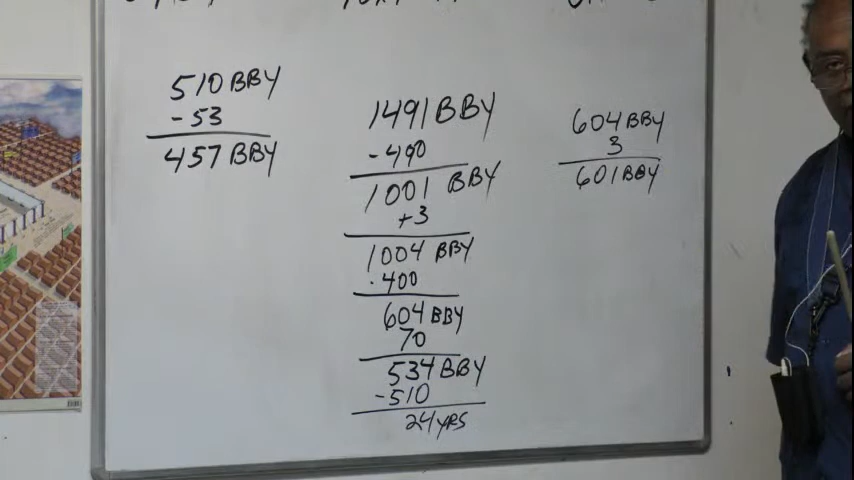 510 BBY
- 53
457 BBY
1491 BBY
- 490
1001 BBY
+3
1004 BBY
- 400
604 BBY
70
534 BBY
- 510
24 YRS
604 BBY
3
601 BBY